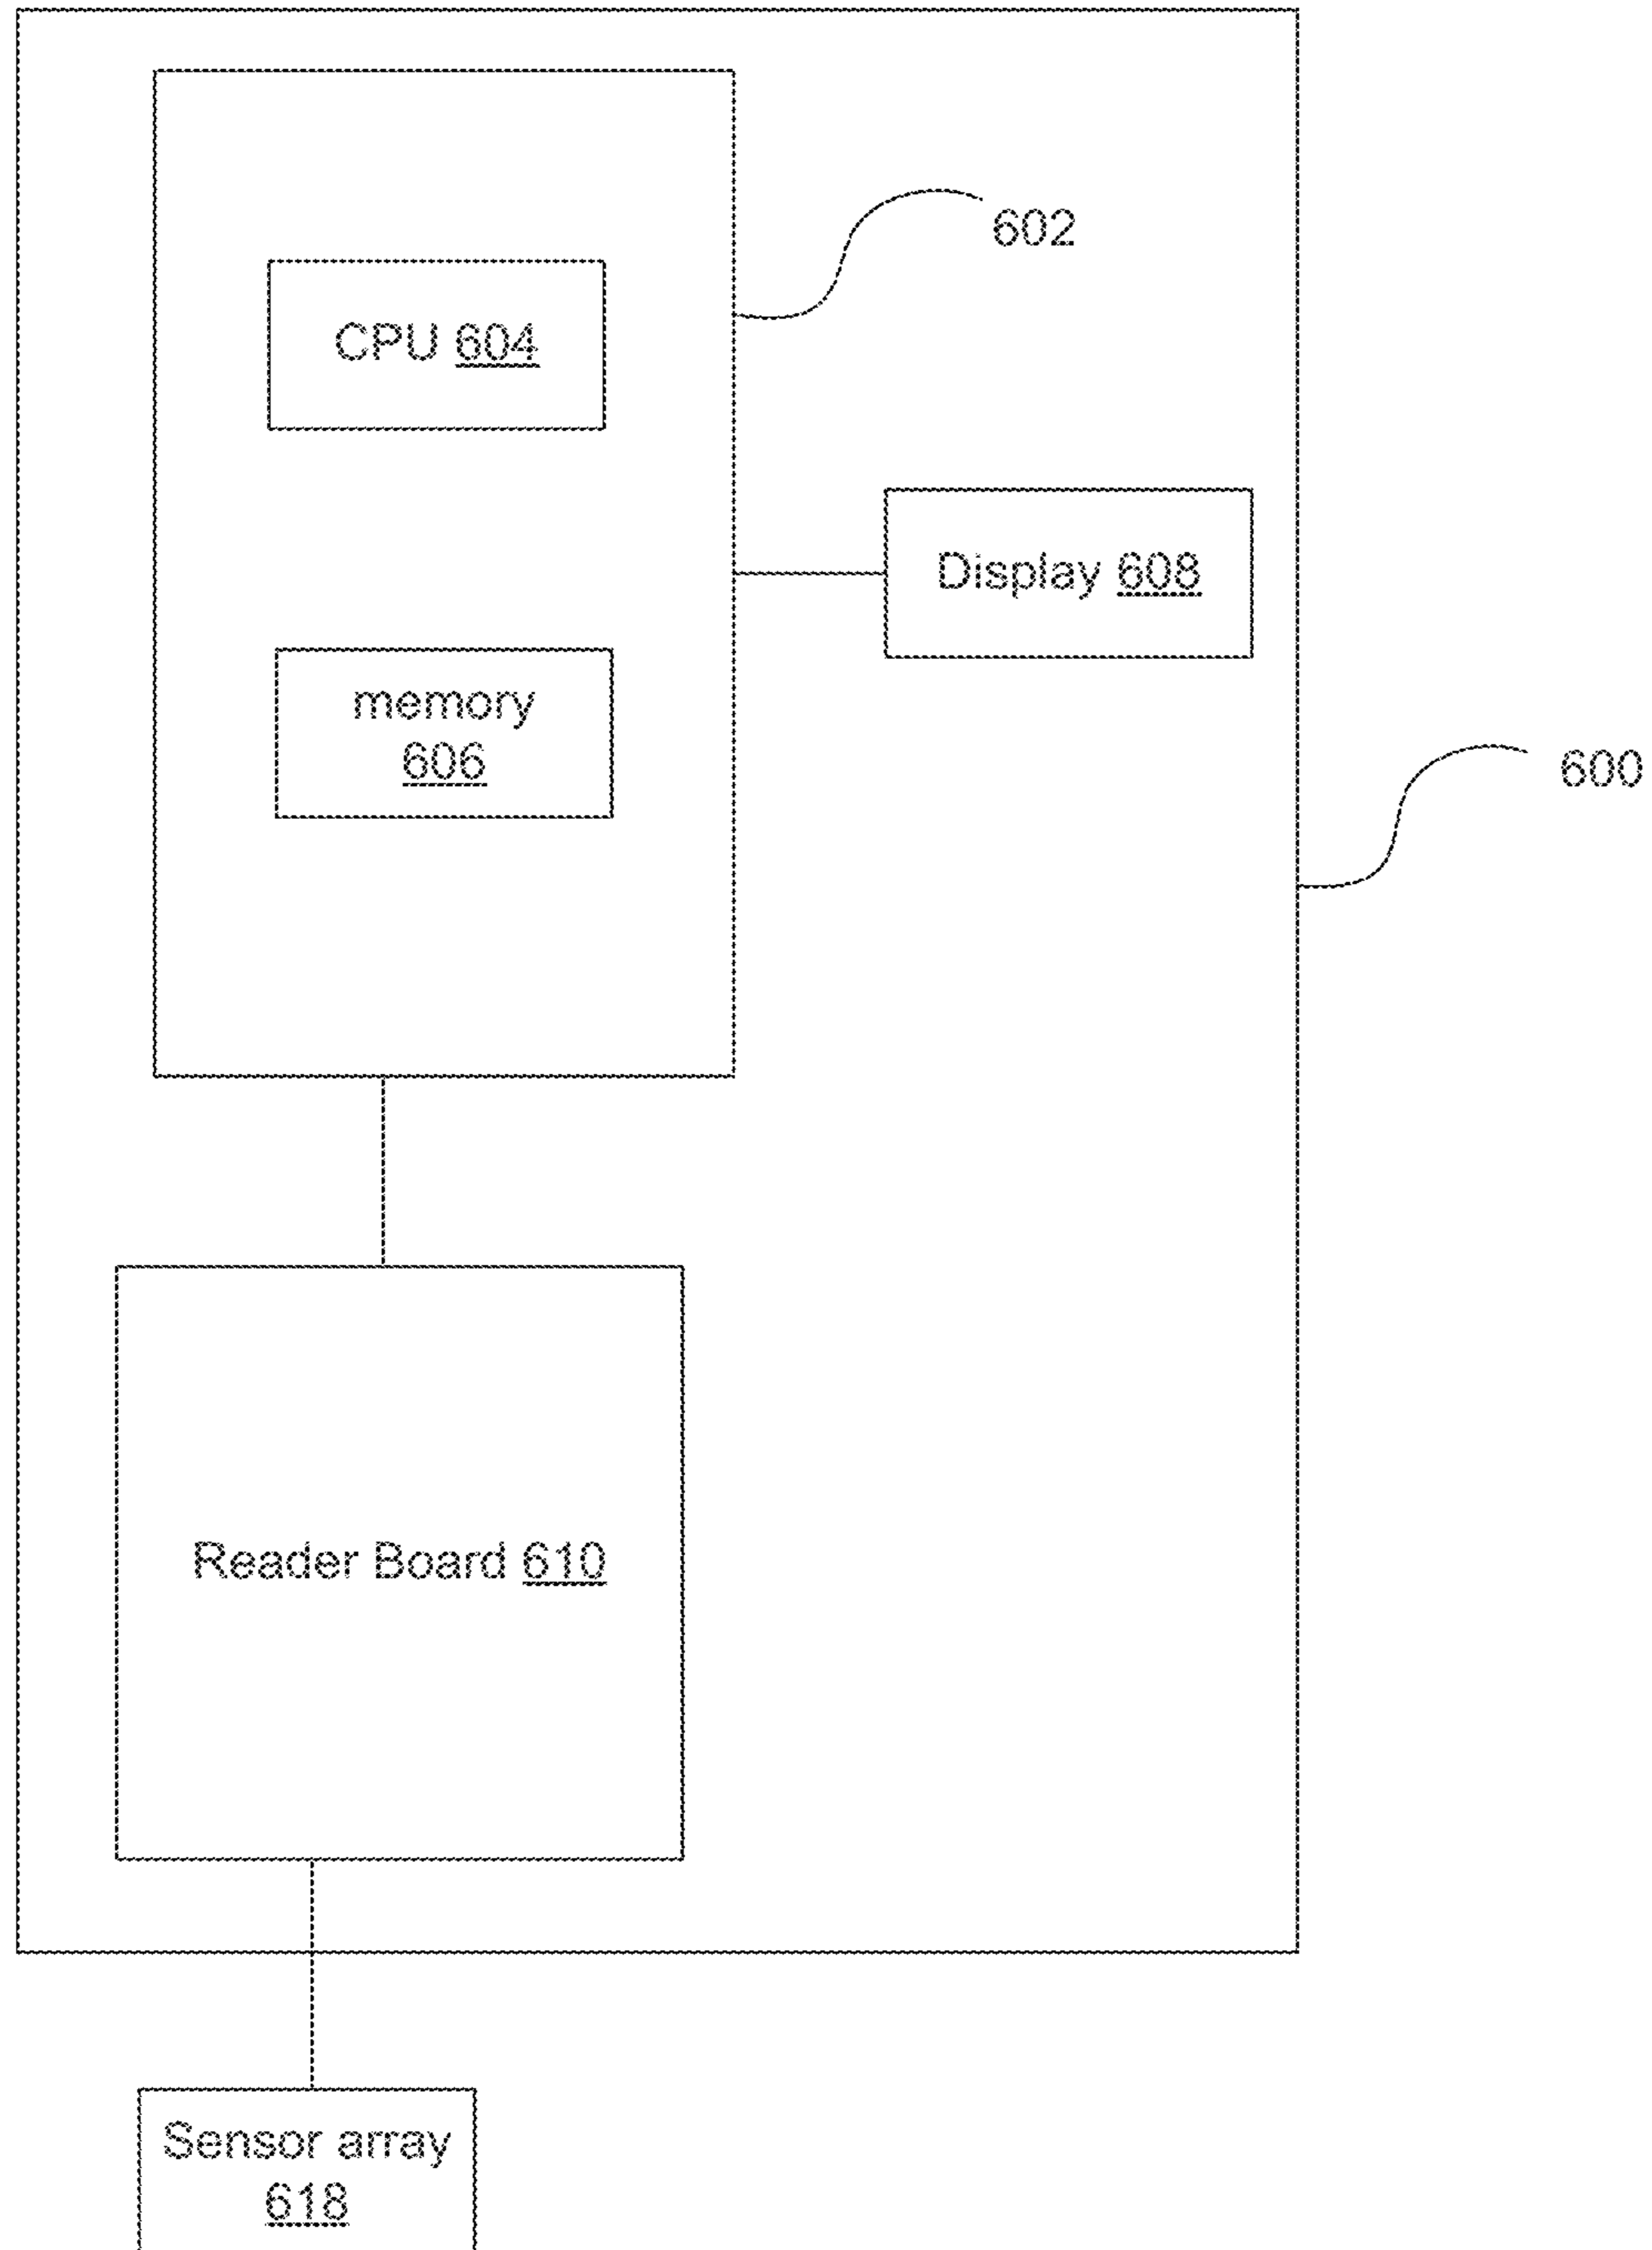 602
CPU 604
Display 608
memory
606
600
Reader Board 610
Sensor array
618